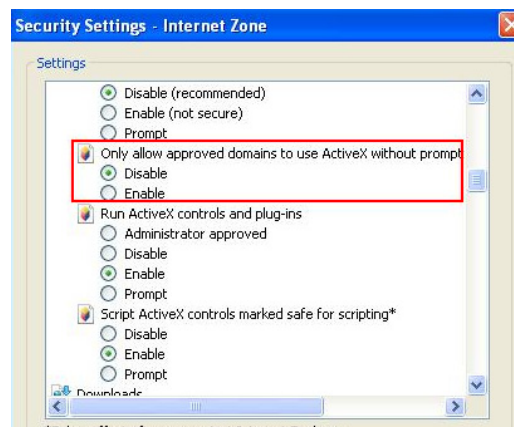 Security Settings - Internet Zone
Settings
Disable (recommended)
Enable (not secure)
Prompt
Only allow approved domains to use ActiveX without prompt
Disable
Enable
Run ActiveX controls and plug-ins
Administrator approved
Disable
Enable
Prompt
Script ActiveX controls marked safe for scripting*
Disable
Enable
Prompt
Downloads